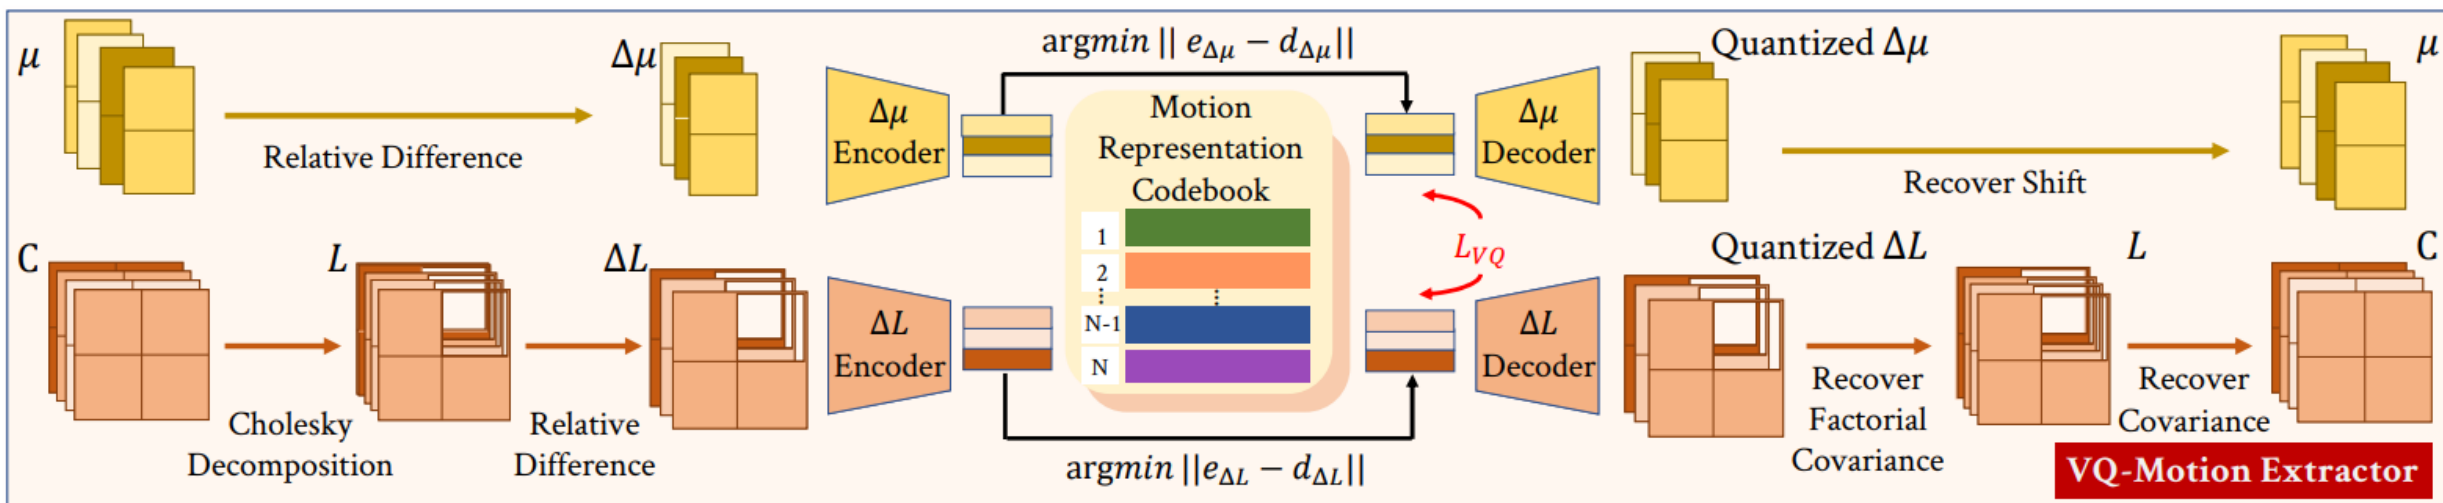 μ
Relative Difference
Δμ
Δμ
Encoder
argmin || e_Δμ − d_Δμ||
Motion
Representation
Codebook
1
2
⋮ ⋮
N-1
N
Δμ
Decoder
Quantized Δμ
Recover Shift
μ
L_VQ
C
Cholesky
Decomposition
L
Relative
Difference
ΔL
ΔL
Encoder
argmin ||e_ΔL − d_ΔL||
ΔL
Decoder
Quantized ΔL
Recover
Factorial
Covariance
L
Recover
Covariance
C
VQ-Motion Extractor